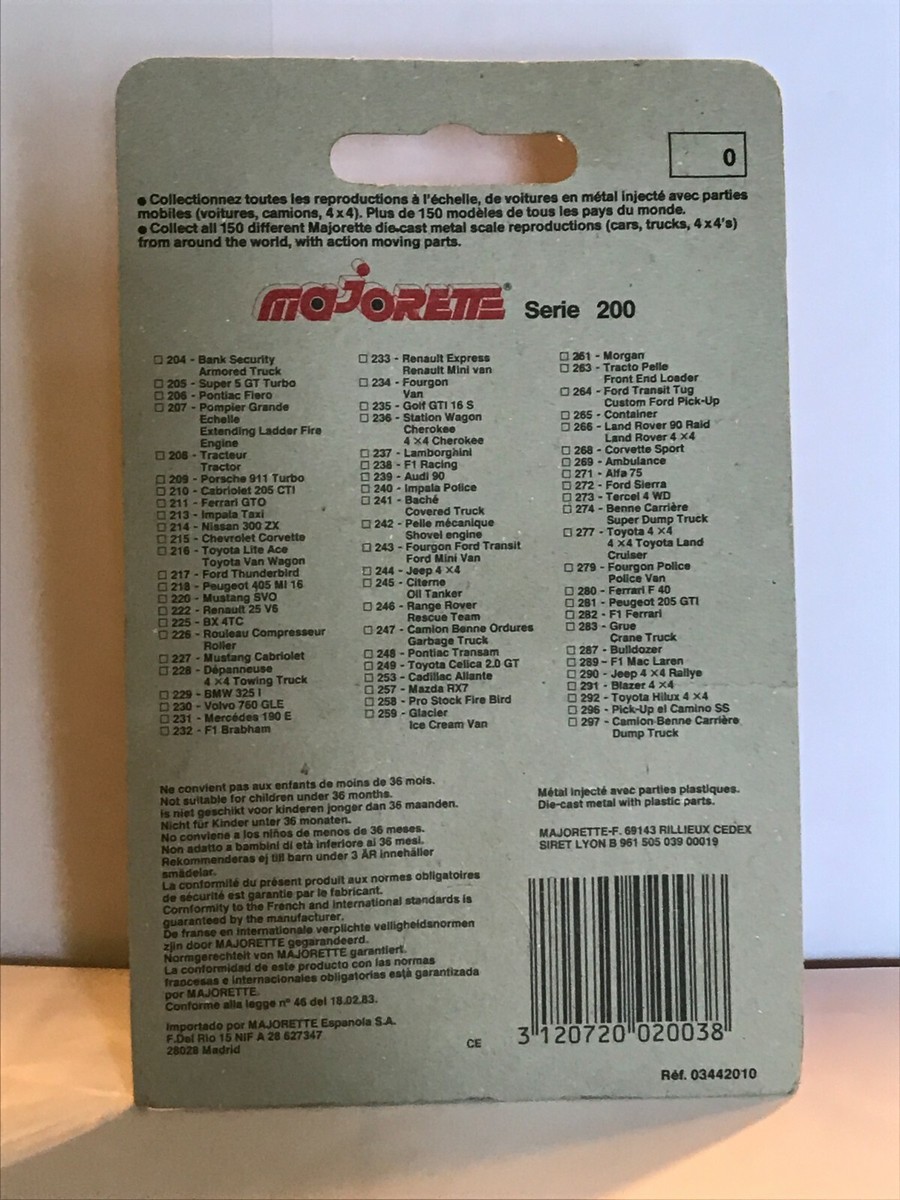 0
● Collectionnez toutes les reproductions à l'échelle, de voitures en métal injecté avec parties
mobiles (voitures, camions, 4x4). Plus de 150 modèles de tous les pays du monde.
● Collect all 150 different Majorette die-cast metal scale reproductions (cars, trucks, 4x4's)
from around the world, with action moving parts.
MAJORETTE® Serie 200
204 - Bank Security
Armored Truck
205 - Super 5 GT Turbo
206 - Pontiac Fiero
207 - Pompier Grande
Echelle
Extending Ladder Fire
Engine
208 - Tracteur
Tractor
209 - Porsche 911 Turbo
210 - Cabriolet 205 CTI
211 - Ferrari GTO
213 - Impala Taxi
214 - Nissan 300 ZX
215 - Chevrolet Corvette
216 - Toyota Lite Ace
Toyota Van Wagon
217 - Ford Thunderbird
218 - Peugeot 405 MI 16
220 - Mustang SVO
222 - Renault 25 V6
225 - BX 4TC
226 - Rouleau Compresseur
Roller
227 - Mustang Cabriolet
228 - Dépanneuse
4 x4 Towing Truck
229 - BMW 325 I
230 - Volvo 760 GLE
231 - Mercédes 190 E
232 - F1 Brabham
233 - Renault Express
Renault Mini van
234 - Fourgon
Van
235 - Golf GTI 16 S
236 - Station Wagon
Cherokee
4 x4 Cherokee
237 - Lamborghini
238 - F1 Racing
239 - Audi 90
240 - Impala Police
241 - Baché
Covered Truck
242 - Pelle mécanique
Shovel engine
243 - Fourgon Ford Transit
Ford Mini Van
244 - Jeep 4 x4
245 - Citerne
Oil Tanker
246 - Range Rover
Rescue Team
247 - Camion Benne Ordures
Garbage Truck
248 - Pontiac Transam
249 - Toyota Celica 2.0 GT
253 - Cadillac Allante
257 - Mazda RX7
258 - Pro Stock Fire Bird
259 - Glacier
Ice Cream Van
261 - Morgan
263 - Tracto Pelle
Front End Loader
264 - Ford Transit Tug
Custom Ford Pick-Up
265 - Container
266 - Land Rover 90 Raid
Land Rover 4 x4
268 - Corvette Sport
269 - Ambulance
271 - Alfa 75
272 - Ford Sierra
273 - Tercel 4 WD
274 - Benne Carrière
Super Dump Truck
277 - Toyota 4 x4
4 x4 Toyota Land
Cruiser
279 - Fourgon Police
Police Van
280 - Ferrari F 40
281 - Peugeot 205 GTI
282 - F1 Ferrari
283 - Grue
Crane Truck
287 - Bulldozer
289 - F1 Mac Laren
290 - Jeep 4 x4 Rallye
291 - Blazer 4 x4
292 - Toyota Hilux 4 x4
296 - Pick-Up el Camino SS
297 - Camion Benne Carrière
Dump Truck
Ne convient pas aux enfants de moins de 36 mois.
Not suitable for children under 36 months.
Is niet geschikt voor kinderen jonger dan 36 maanden.
Nicht für Kinder unter 36 monaten.
No conviene a los niños de menos de 36 meses.
Non adatto a bambini di età inferiore ai 36 mesi.
Rekommenderas ej till barn under 3 ÅR innehåller
smådelar.
La conformité du présent produit aux normes obligatoires
de sécurité est garantie par le fabricant.
Cornformity to the French and international standards is
guaranteed by the manufacturer.
De franse en internationale verplichte veiligheidsnormen
zijn door MAJORETTE gegarandeerd.
Normgerechteit von MAJORETTE garantiert.
La conformidad de este producto con las normas
francesas e internacionales obligatorias està garantizada
por MAJORETTE.
Conforme alla legge n° 46 del 18.02.83.
Importado por MAJORETTE Espanola S.A.
F.Del Rio 15 NIF A 28 627347
28028 Madrid
CE
Métal injecté avec parties plastiques.
Die-cast metal with plastic parts.
MAJORETTE-F. 69143 RILLIEUX CEDEX
SIRET LYON B 961 505 039 00019
3 120720 020038
Réf. 03442010